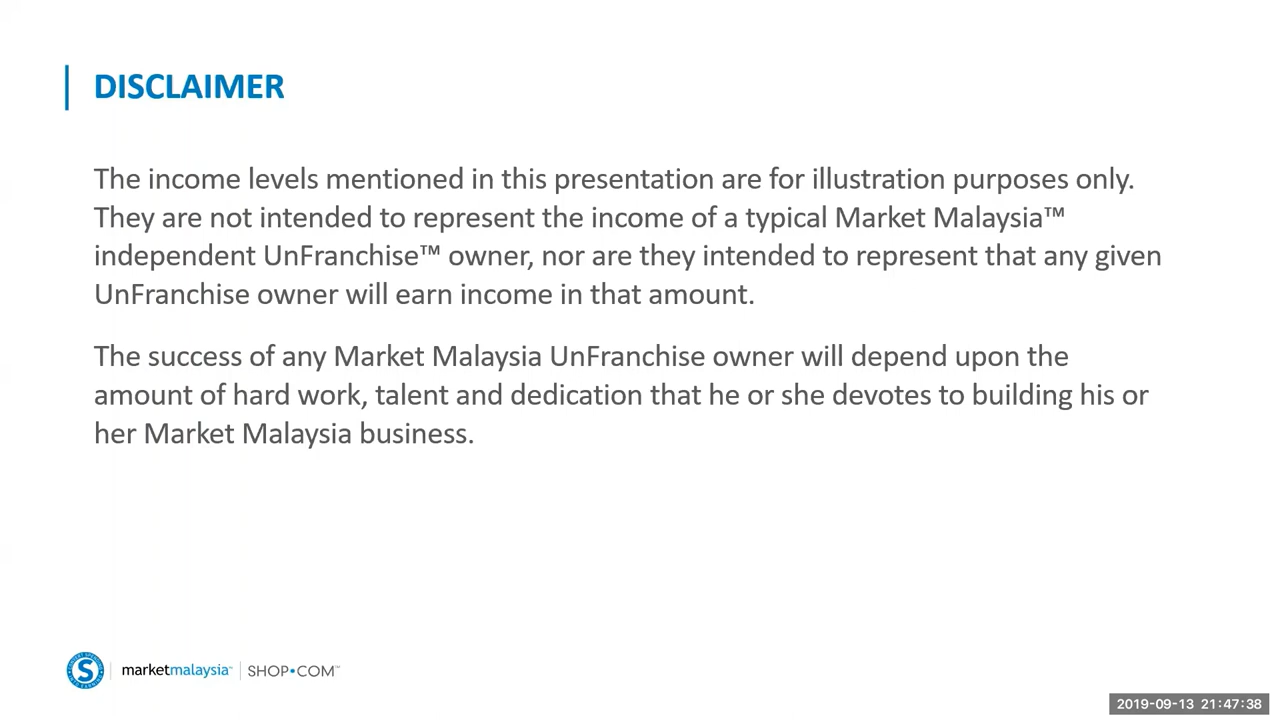 DISCLAIMER
The income levels mentioned in this presentation are for illustration purposes only.
They are not intended to represent the income of a typical Market Malaysia™
independent UnFranchise™ owner, nor are they intended to represent that any given
UnFranchise owner will earn income in that amount.
The success of any Market Malaysia UnFranchise owner will depend upon the
amount of hard work, talent and dedication that he or she devotes to building his or
her Market Malaysia business.
S
marketmalaysia™
SHOP•COM™
2019-09-13 21:47:38